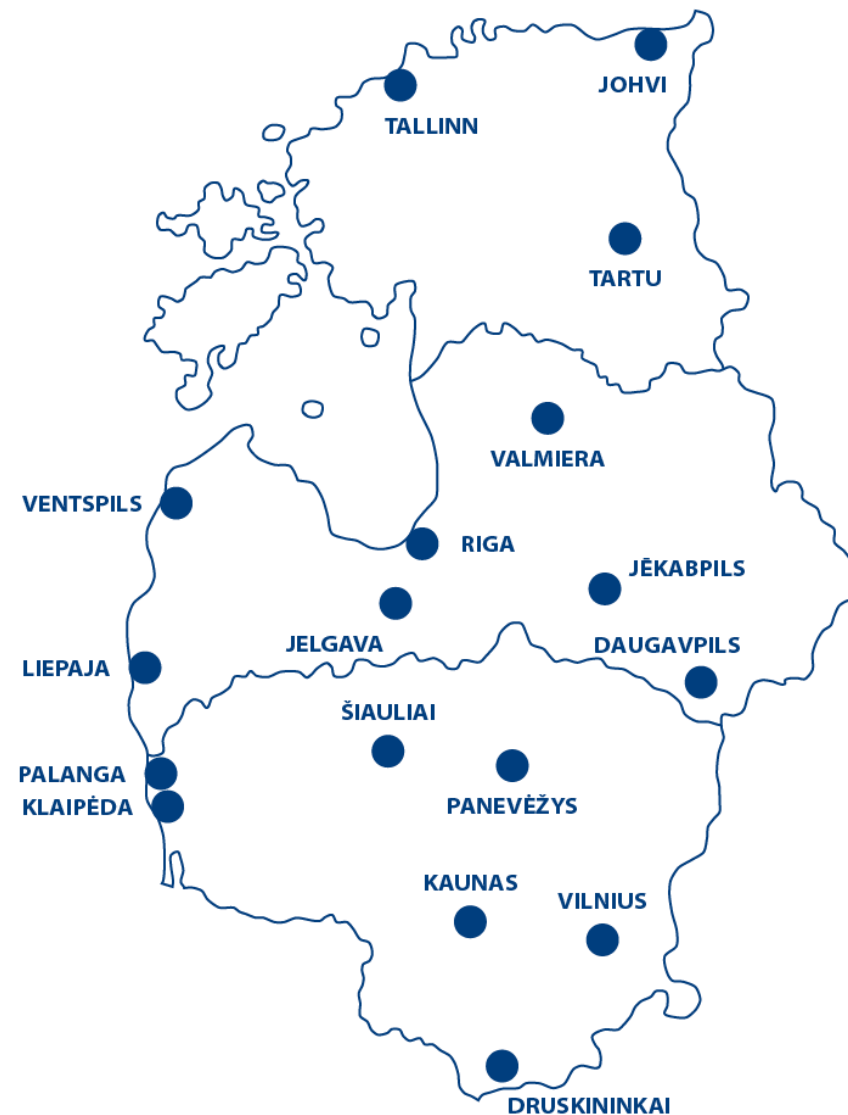 JOHVI
TALLINN
TARTU
VALMIERA
VENTSPILS
RIGA
JĒKABPILS
JELGAVA
DAUGAVPILS
LIEPAJA
ŠIAULIAI
PALANGA
PANEVĖŽYS
KLAIPĖDA
KAUNAS
VILNIUS
DRUSKININKAI